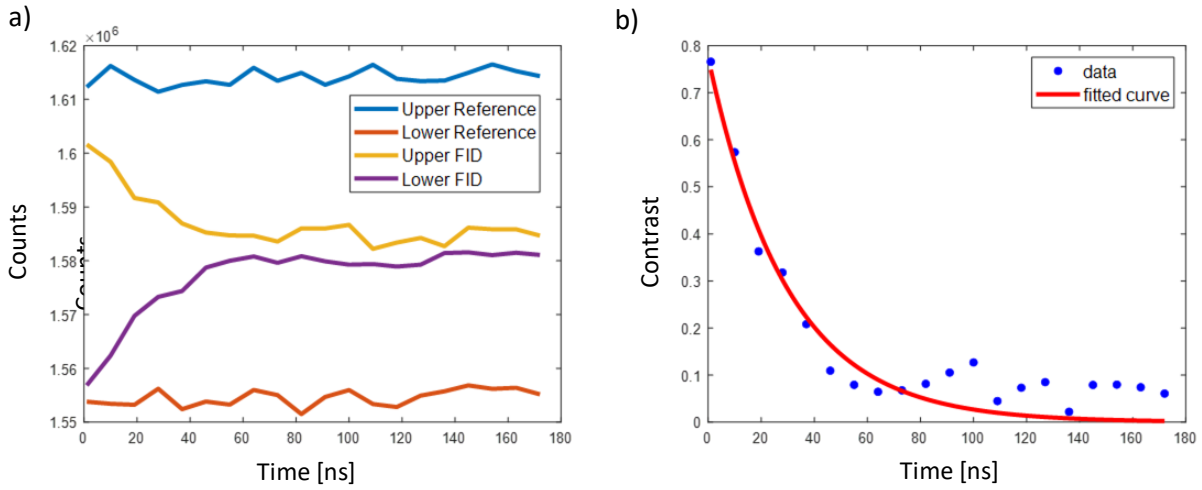 a)
×10^6
1.62
1.61
1.6
1.59
1.58
1.57
1.56
1.55
0 20 40 60 80 100 120 140 160 180
Counts
Counts
Time [ns]
Upper Reference
Lower Reference
Upper FID
Lower FID
b)
0.8
0.7
0.6
0.5
0.4
0.3
0.2
0.1
0
0 20 40 60 80 100 120 140 160 180
Contrast
Time [ns]
data
fitted curve